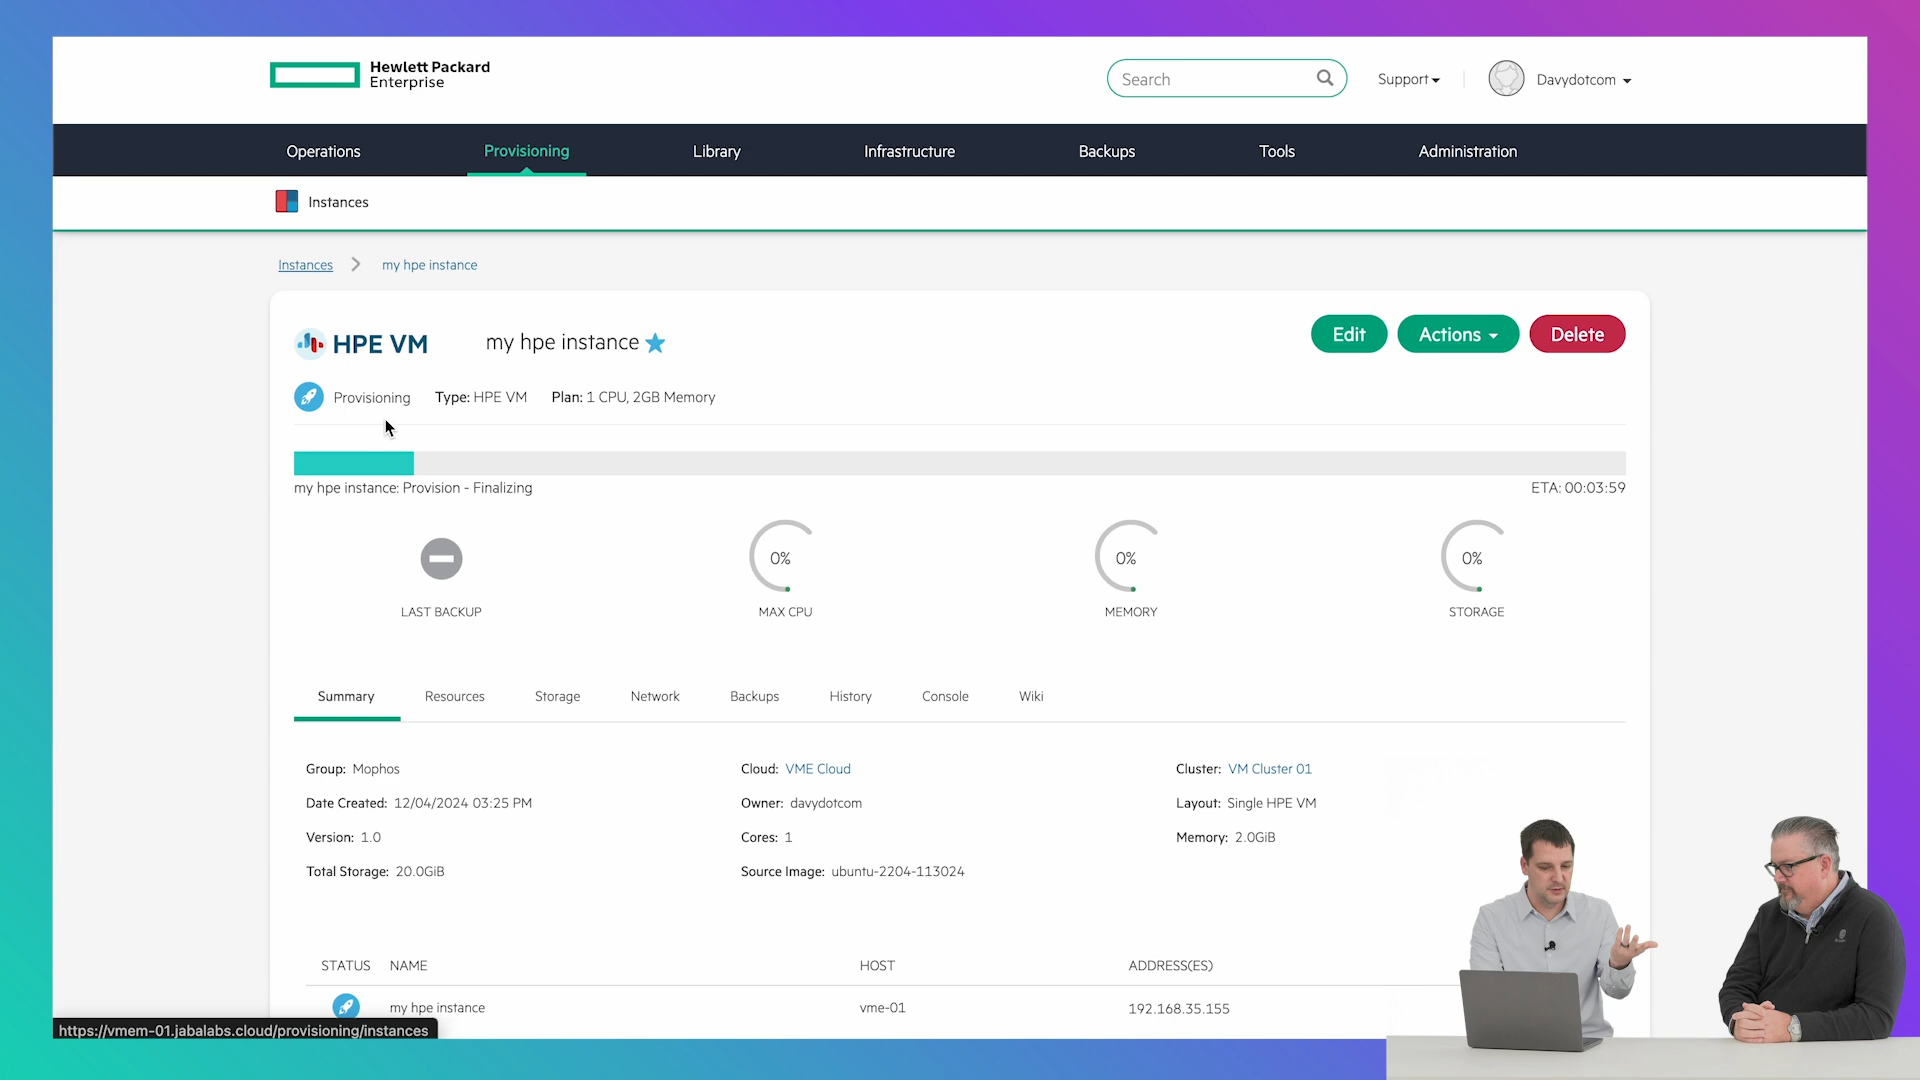 Hewlett Packard
Enterprise
Search
Support
Davydotcom
Operations
Provisioning
Library
Infrastructure
Backups
Tools
Administration
Instances
Instances
my hpe instance
HPE VM
my hpe instance
Edit
Actions
Delete
Provisioning
Type: HPE VM
Plan: 1 CPU, 2GB Memory
my hpe instance: Provision - Finalizing
ETA: 00:03:59
0%
0%
0%
LAST BACKUP
MAX CPU
MEMORY
STORAGE
Summary
Resources
Storage
Network
Backups
History
Console
Wiki
Group: Mophos
Cloud: VME Cloud
Cluster: VM Cluster 01
Date Created: 12/04/2024 03:25 PM
Owner: davydotcom
Layout: Single HPE VM
Version: 1.0
Cores: 1
Memory: 2.0GiB
Total Storage: 20.0GiB
Source Image: ubuntu-2204-113024
STATUS
NAME
HOST
ADDRESS(ES)
my hpe instance
vme-01
192.168.35.155
https://vmem-01.jabalabs.cloud/provisioning/instances